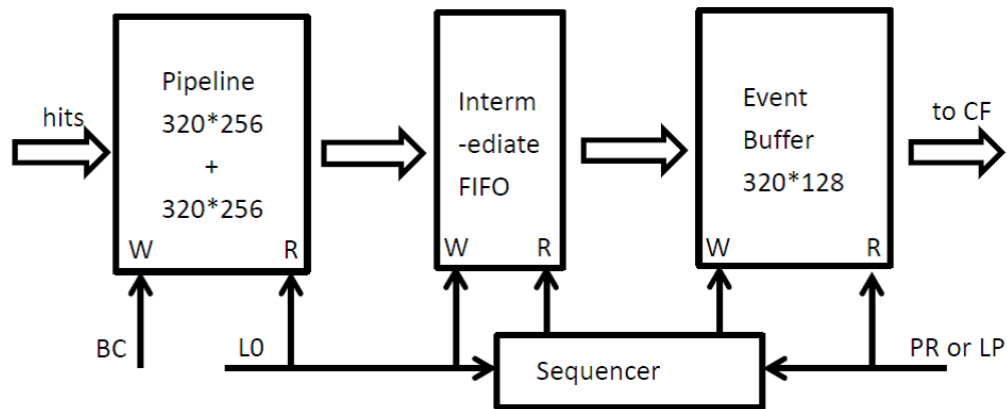 hits
Pipeline
320*256
+
320*256
W
R
BC
L0
Interm
-ediate
FIFO
W
R
Sequencer
Event
Buffer
320*128
W
R
to CF
PR or LP